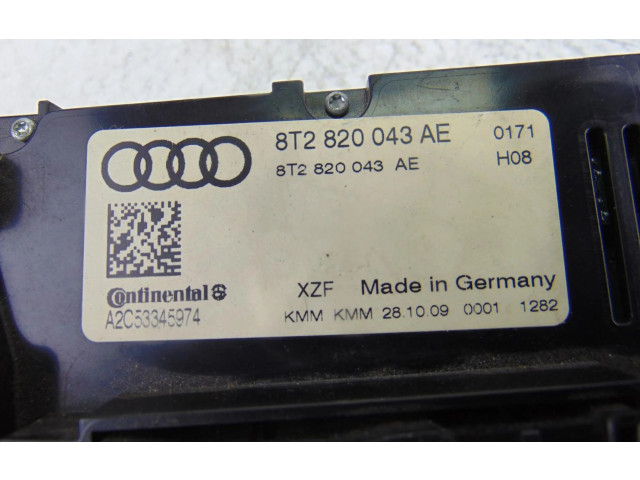 8T2 820 043 AE 0171
8T2 820 043 AE H08
Continental
XZF Made in Germany
A2C53345974
KMM KMM 28.10.09 0001 1282